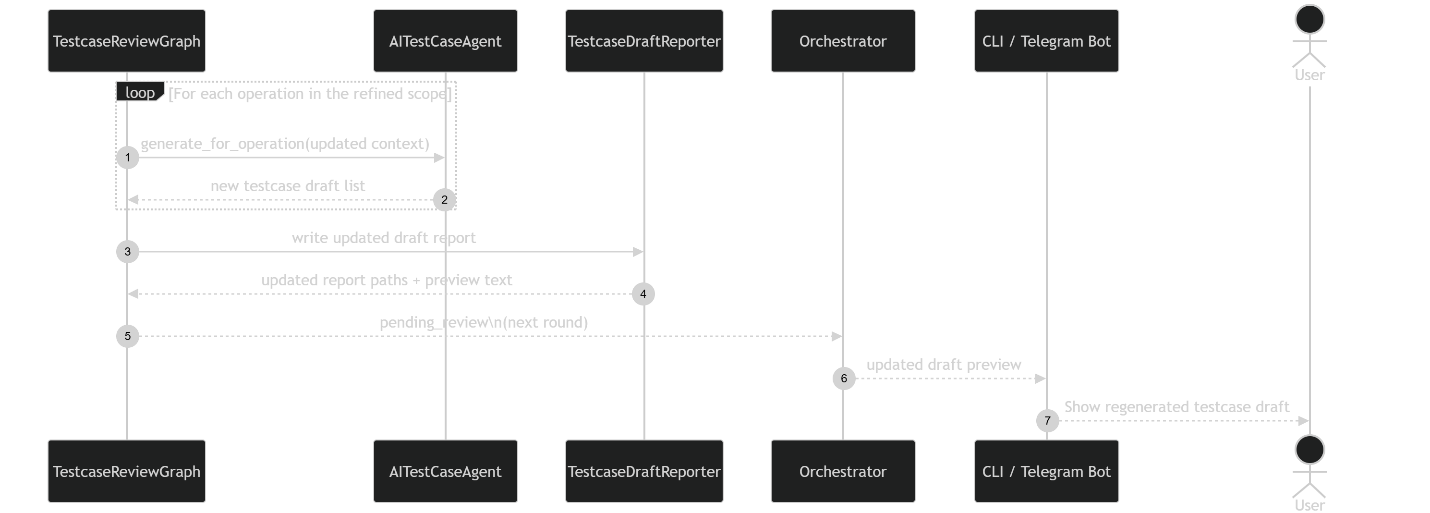 TestcaseReviewGraph
AITestCaseAgent
TestcaseDraftReporter
Orchestrator
CLI / Telegram Bot
User
loop
[For each operation in the refined scope]
generate_for_operation(updated context)
1
new testcase draft list
2
write updated draft report
3
updated report paths + preview text
4
pending_review\n(next round)
5
updated draft preview
6
Show regenerated testcase draft
7
TestcaseReviewGraph
AITestCaseAgent
TestcaseDraftReporter
Orchestrator
CLI / Telegram Bot
User